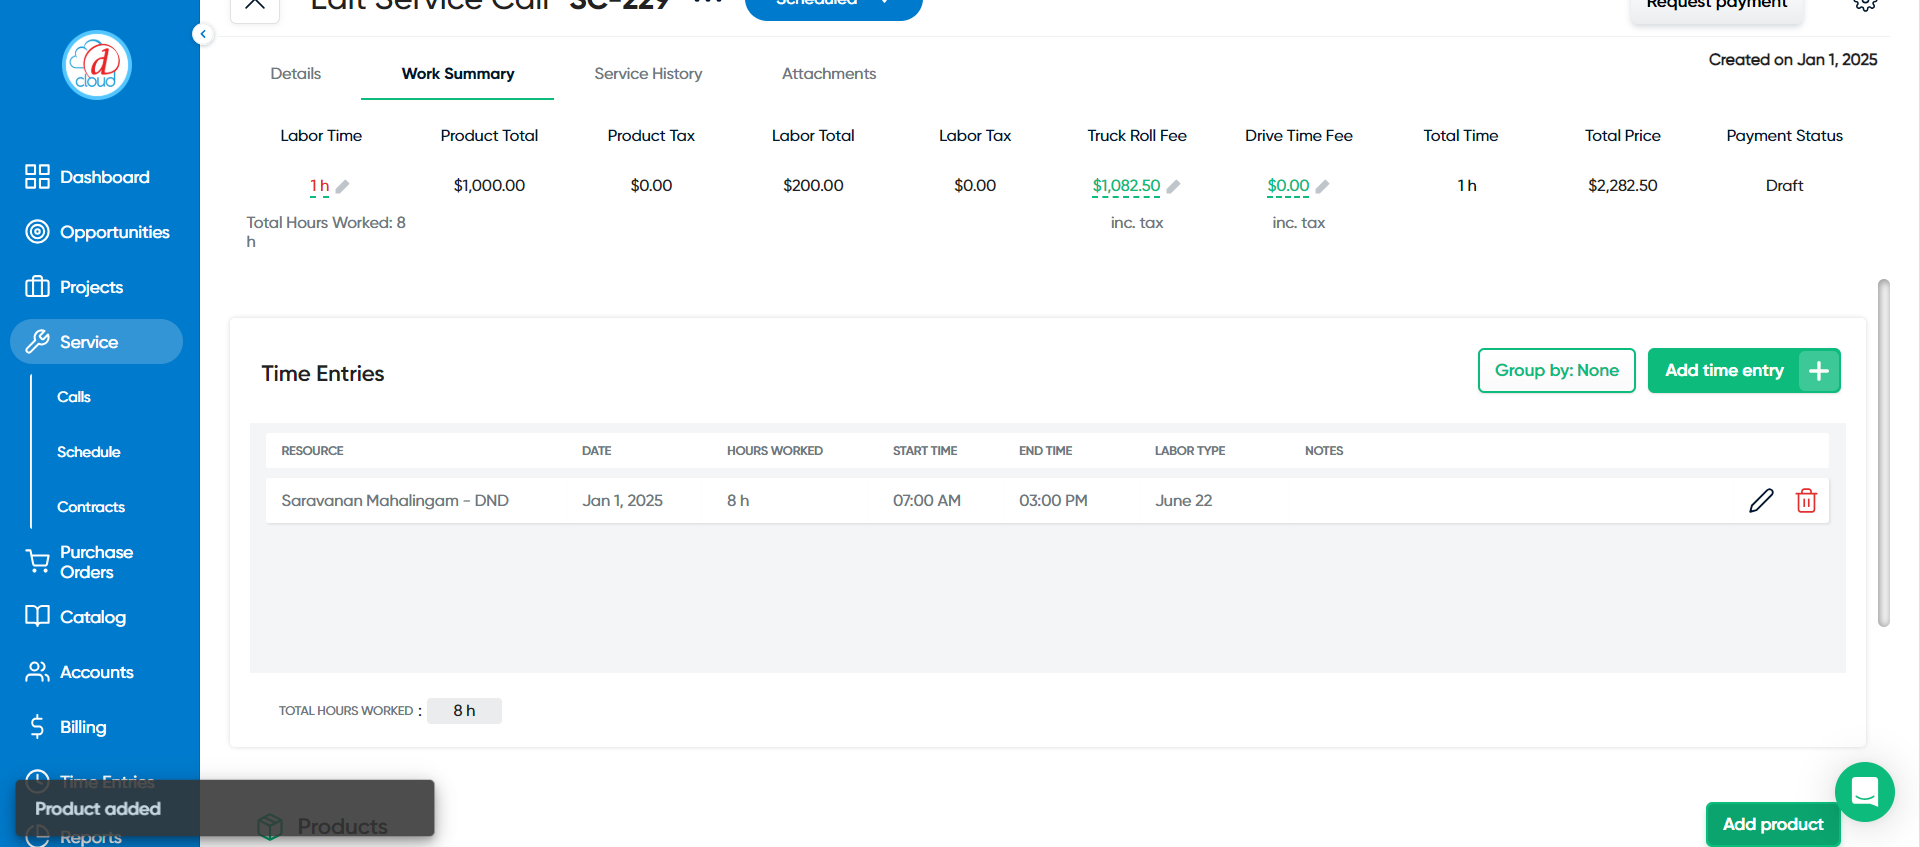 Edit Service Call SC-229 ...
Scheduled
Request payment
d
cloud
Details
Work Summary
Service History
Attachments
Created on Jan 1, 2025
Labor Time
Product Total
Product Tax
Labor Total
Labor Tax
Truck Roll Fee
Drive Time Fee
Total Time
Total Price
Payment Status
1 h
$1,000.00
$0.00
$200.00
$0.00
$1,082.50
$0.00
1 h
$2,282.50
Draft
Total Hours Worked: 8
h
inc. tax
inc. tax
Dashboard
Opportunities
Projects
Service
Calls
Schedule
Contracts
Purchase
Orders
Catalog
Accounts
Billing
Time Entries
Reports
Time Entries
Group by: None
Add time entry
RESOURCE
DATE
HOURS WORKED
START TIME
END TIME
LABOR TYPE
NOTES
Saravanan Mahalingam - DND
Jan 1, 2025
8 h
07:00 AM
03:00 PM
June 22
TOTAL HOURS WORKED : 8 h
Product added
Products
Add product